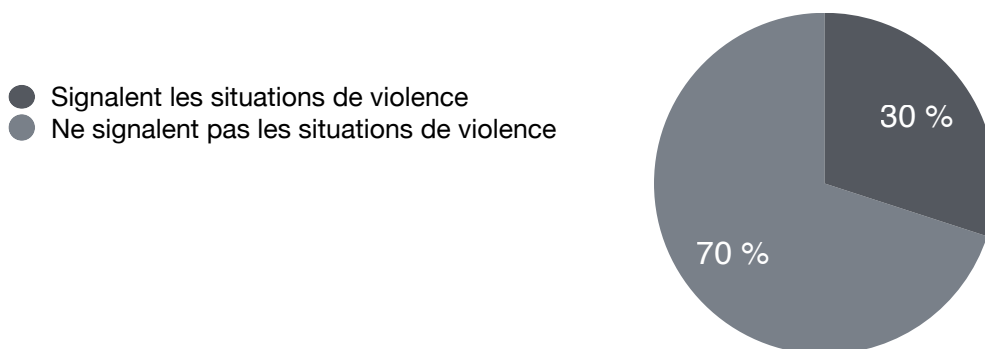 Signalent les situations de violence
Ne signalent pas les situations de violence
30 %
70 %